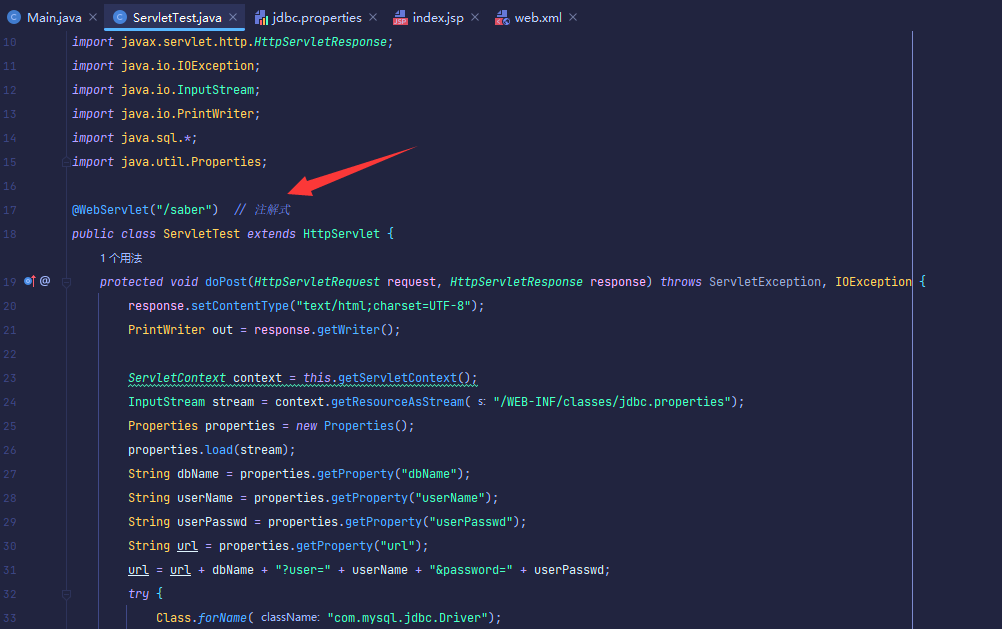 Main.java ServletTest.java jdbc.properties index.jsp web.xml
10 import javax.servlet.http.HttpServletResponse;
11 import java.io.IOException;
12 import java.io.InputStream;
13 import java.io.PrintWriter;
14 import java.sql.*;
15 import java.util.Properties;
16
17 @WebServlet("/saber")  // 注解式
18 public class ServletTest extends HttpServlet {
1 个用法
19 protected void doPost(HttpServletRequest request, HttpServletResponse response) throws ServletException, IOException {
20 response.setContentType("text/html;charset=UTF-8");
21 PrintWriter out = response.getWriter();
22
23 ServletContext context = this.getServletContext();
24 InputStream stream = context.getResourceAsStream( s: "/WEB-INF/classes/jdbc.properties");
25 Properties properties = new Properties();
26 properties.load(stream);
27 String dbName = properties.getProperty("dbName");
28 String userName = properties.getProperty("userName");
29 String userPasswd = properties.getProperty("userPasswd");
30 String url = properties.getProperty("url");
31 url = url + dbName + "?user=" + userName + "&password=" + userPasswd;
32 try {
33 Class.forName( className: "com.mysql.jdbc.Driver");